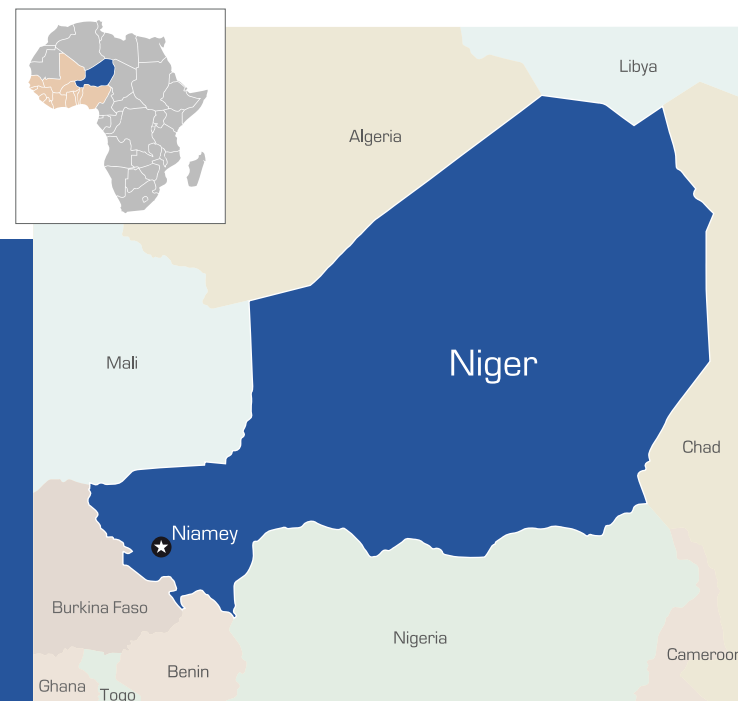 Libya
Algeria
Mali
Niger
Chad
Niamey
Burkina Faso
Nigeria
Cameroon
Benin
Ghana
Togo